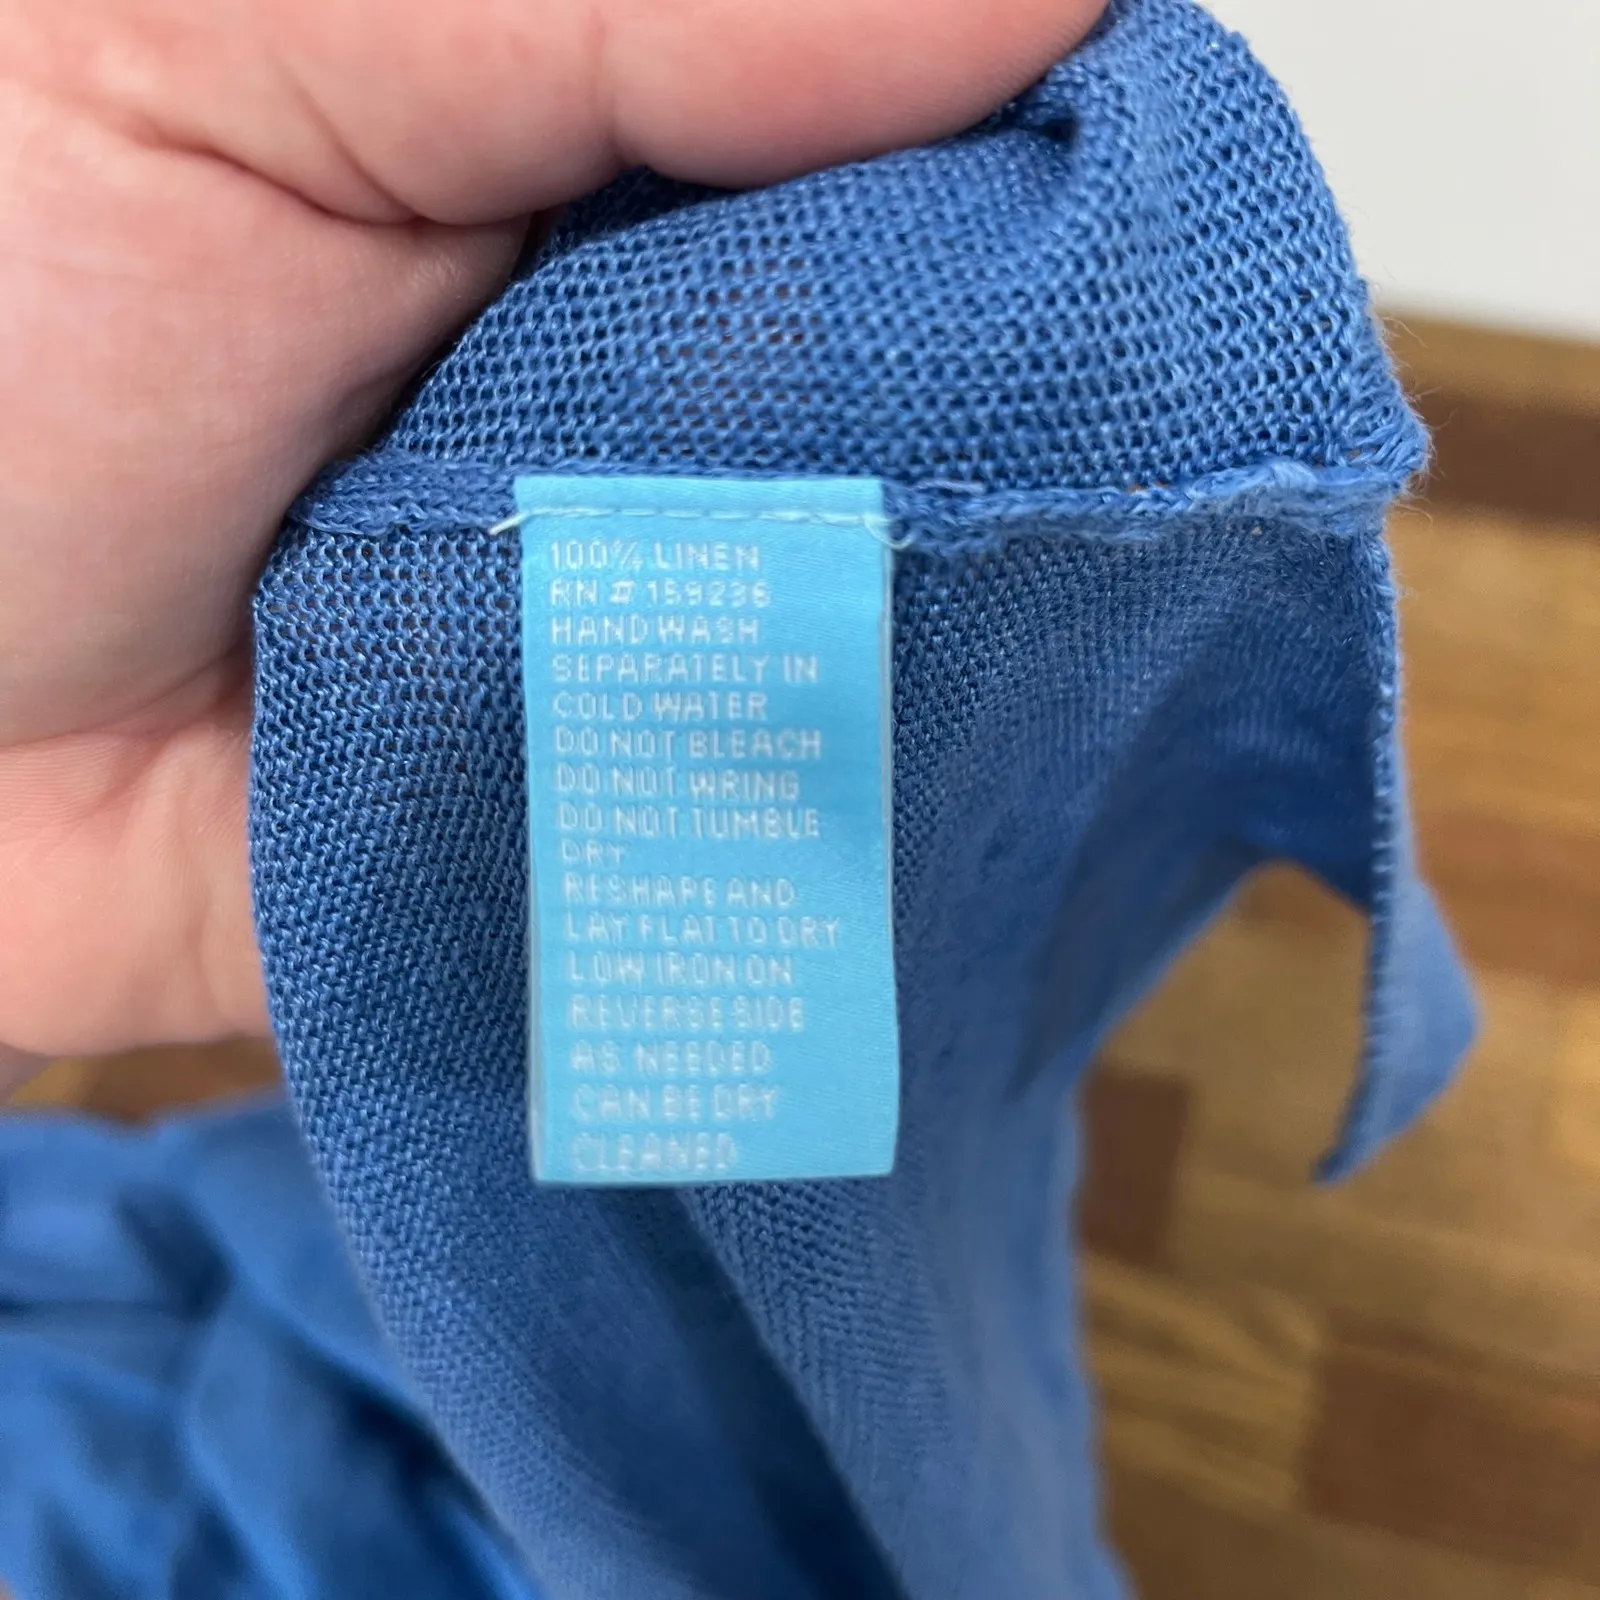 100% LINEN
RN # 159236
HAND WASH
SEPARATELY IN
COLD WATER
DO NOT BLEACH
DO NOT WRING
DO NOT TUMBLE
DRY
RESHAPE AND
LAY FLAT TO DRY
LOW IRON ON
REVERSE SIDE
AS NEEDED
CAN BE DRY
CLEANED